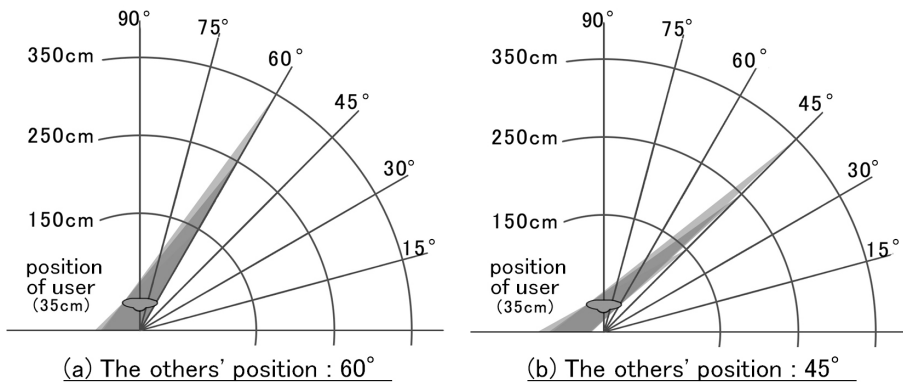 90°
75°
350cm
60°
45°
250cm
30°
150cm
15°
position
of user
(35cm)
(a) The others' position : 60°
90°
75°
350cm
60°
45°
250cm
30°
150cm
15°
position
of user
(35cm)
(b) The others' position : 45°